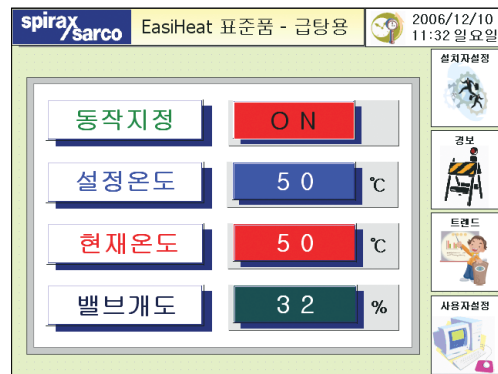 spirax/sarco EasiHeat 표준품 - 급탕용 2006/12/10
11:32 일요일
설치자설정
동작지정 ON
경보
설정온도 50 ℃
트렌드
현재온도 50 ℃
밸브개도 32 %
사용자설정